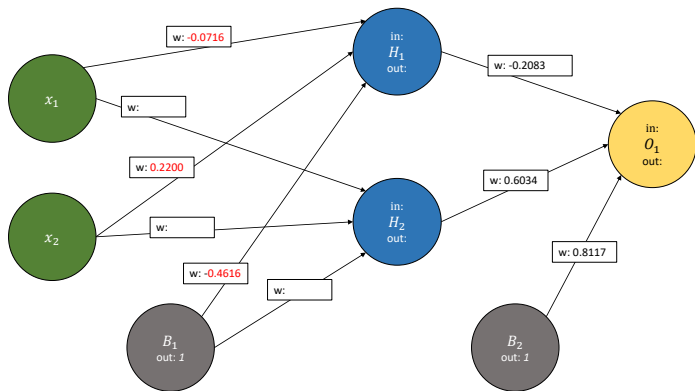 w: -0.0716
in:
H₁
out:
w: -0.2083
x₁
w:
in:
O₁
out:
w: 0.2200
w: 0.6034
x₂
w:
in:
H₂
out:
w: -0.4616
w:
w: 0.8117
B₁
out: 1
B₂
out: 1